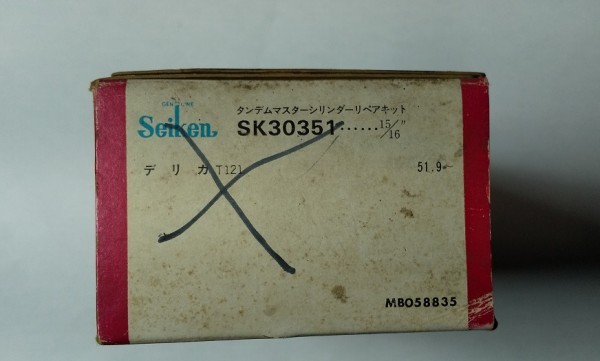 GENUINE
Seiken
タンデムマスターシリンダーリペアキット
SK30351......15/16"
デリカ T121
51.9~
MB058835